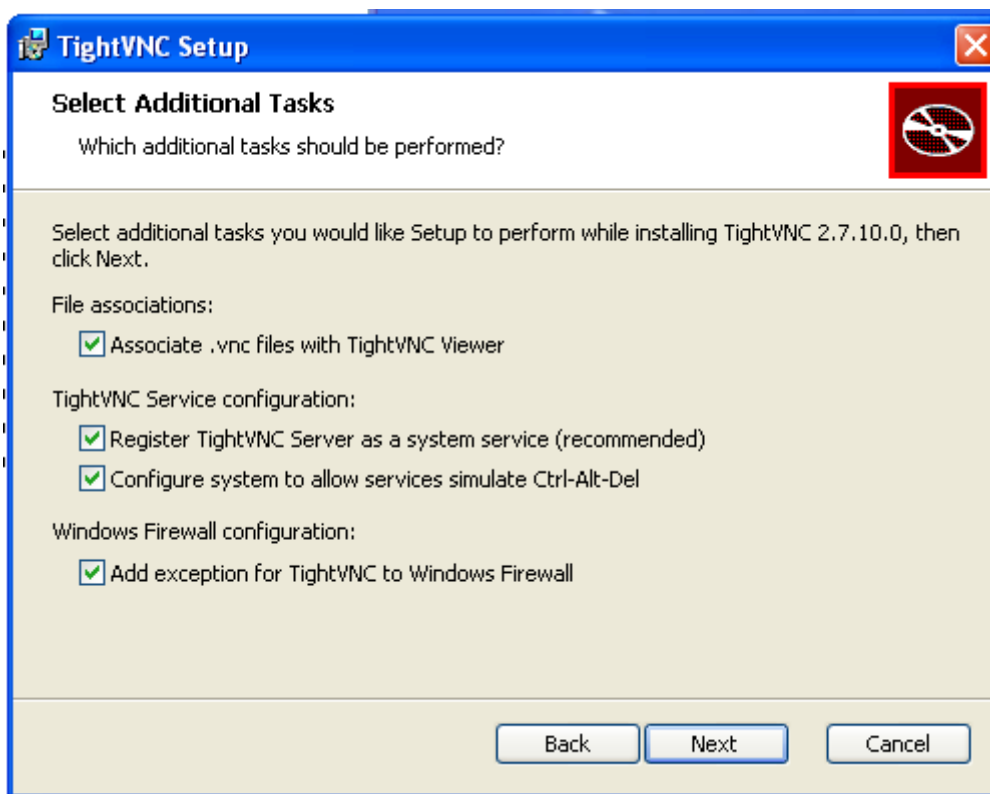 TightVNC Setup
Select Additional Tasks
Which additional tasks should be performed?
Select additional tasks you would like Setup to perform while installing TightVNC 2.7.10.0, then
click Next.
File associations:
Associate .vnc files with TightVNC Viewer
TightVNC Service configuration:
Register TightVNC Server as a system service (recommended)
Configure system to allow services simulate Ctrl-Alt-Del
Windows Firewall configuration:
Add exception for TightVNC to Windows Firewall
Back Next Cancel